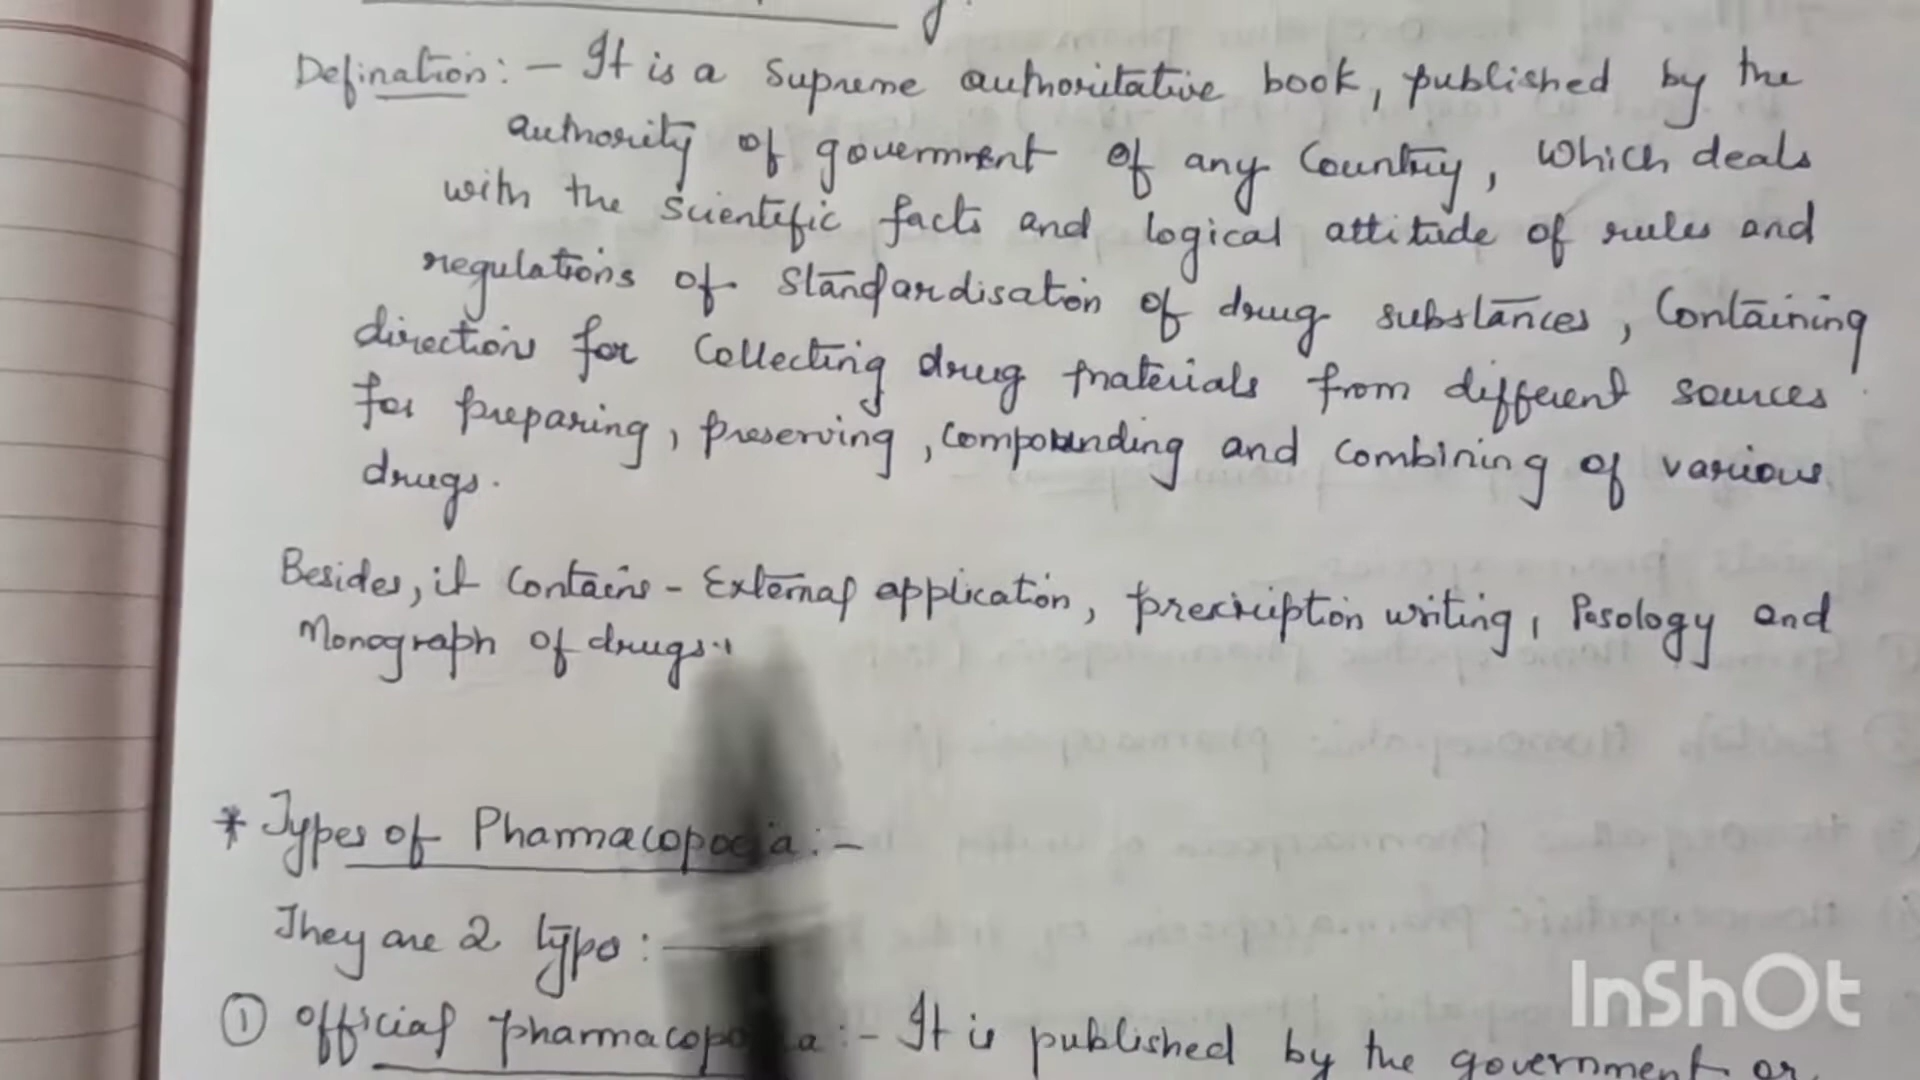 Defination: - It is a Supreme authoritative book, published by the
authority of government of any Country, Which deals
with the Scientific facts and logical attitude of rules and
regulations of Standardisation of drug substances, Containing
directions for Collecting drug materials from different sources
for preparing, preserving, compounding and combining of various
drugs.
Besides, it Contains - External application, prescription writing, Posology and
Monograph of drugs.
* Types of Pharmacopoeia: -
They are 2 types: -
① Official pharmacopoeia: - It is published by the government or
InShOt